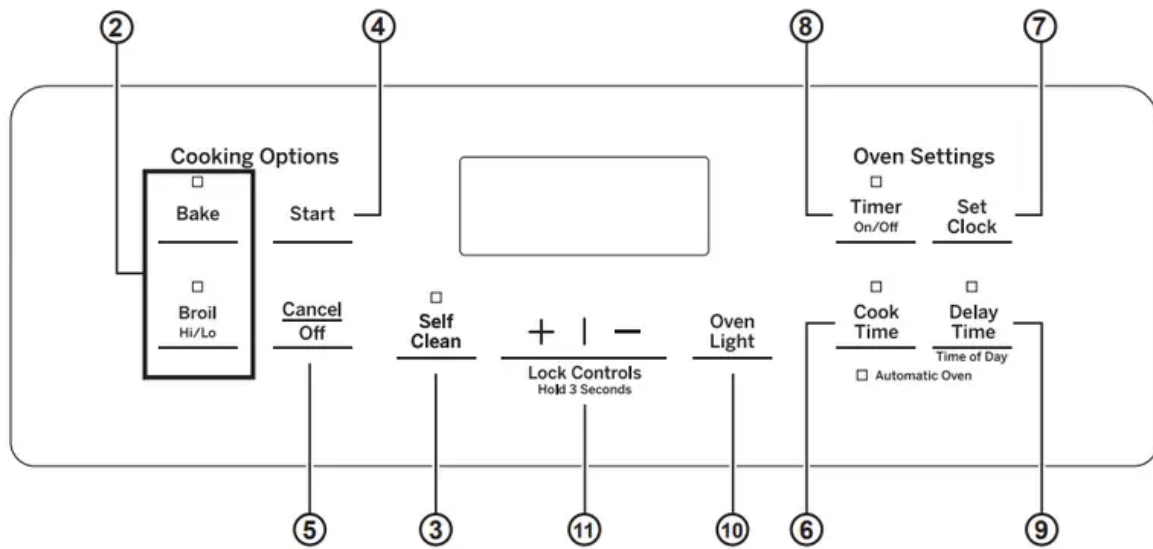 2
4
8
7
Cooking Options
Oven Settings
Bake
Start
Timer
On/Off
Set
Clock
Broil
Hi/Lo
Cancel
Off
Self
Clean
+ | −
Lock Controls
Hold 3 Seconds
Oven
Light
Cook
Time
Delay
Time
Time of Day
Automatic Oven
5
3
11
10
6
9